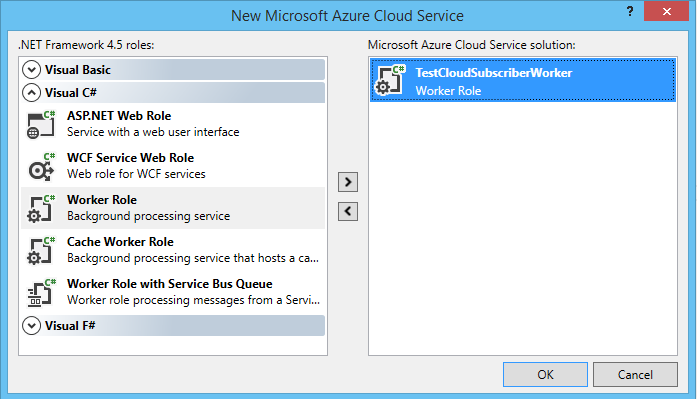 New Microsoft Azure Cloud Service
?
.NET Framework 4.5 roles:
Microsoft Azure Cloud Service solution:
Visual Basic
Visual C#
C#
ASP.NET Web Role
Service with a web user interface
C#
WCF Service Web Role
Web role for WCF services
C#
Worker Role
Background processing service
C#
Cache Worker Role
Background processing service that hosts a ca...
C#
Worker Role with Service Bus Queue
Worker role processing messages from a Servi...
Visual F#
C#
TestCloudSubscriberWorker
Worker Role
OK
Cancel